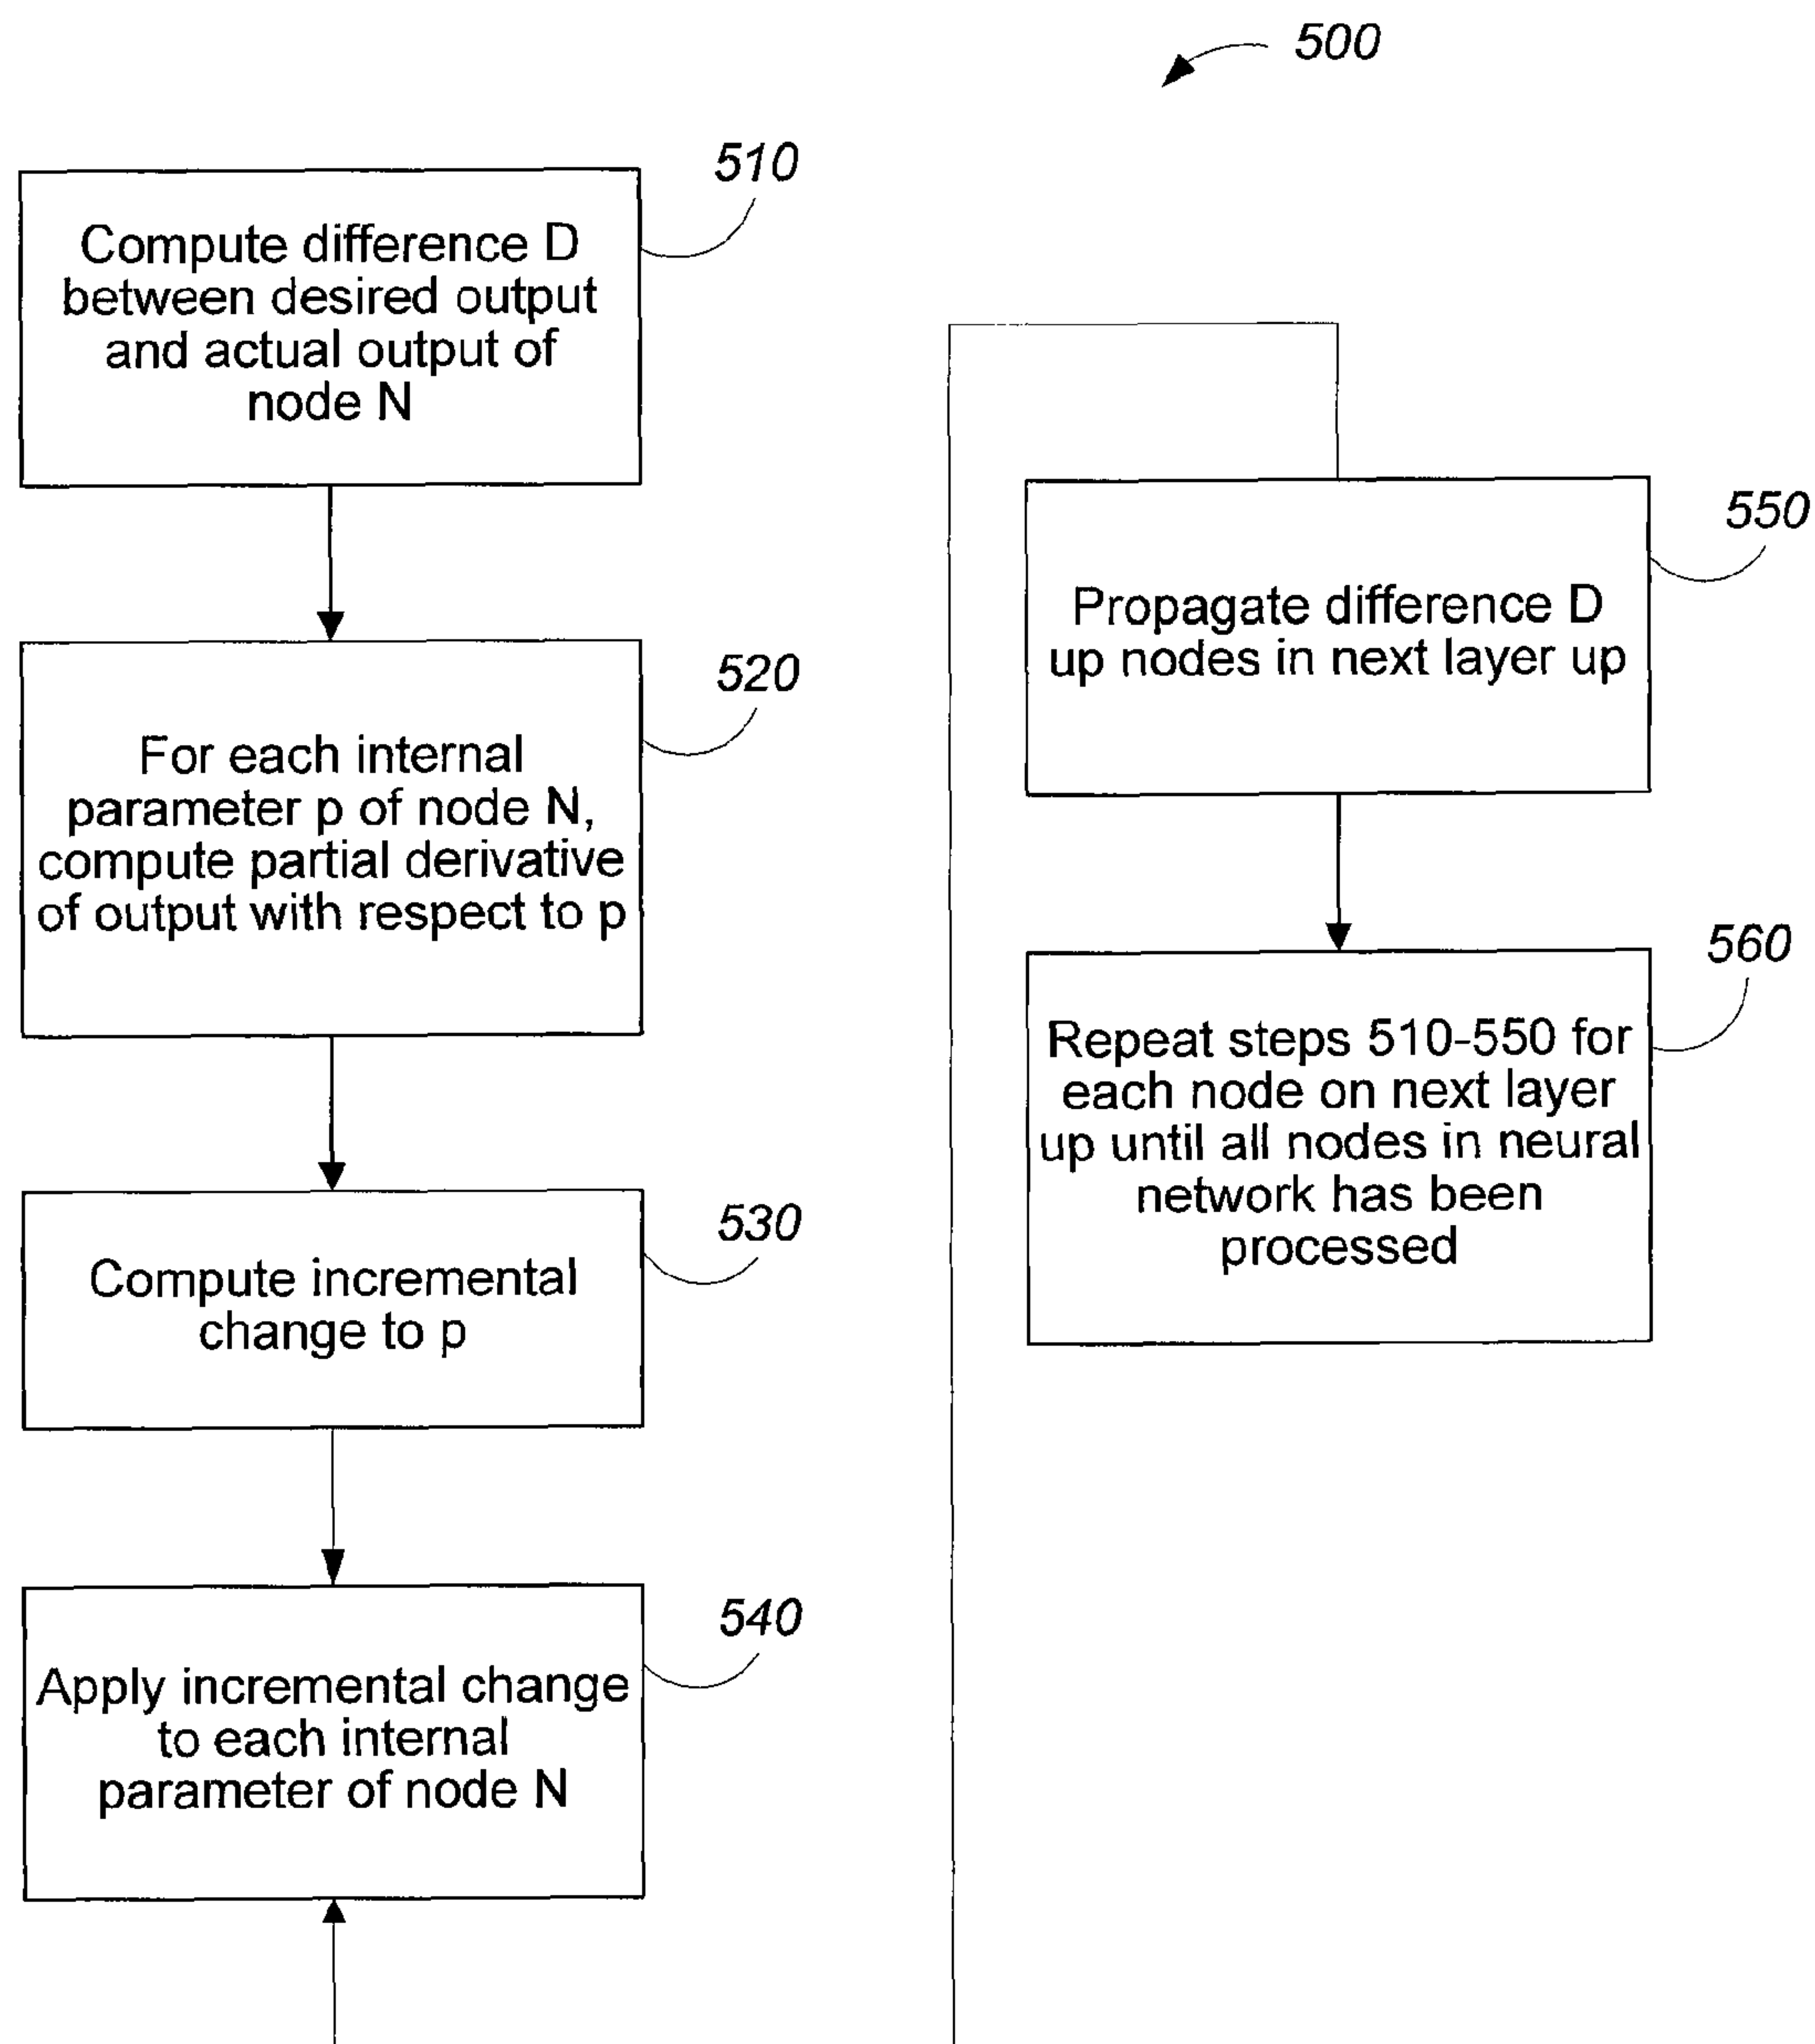 500
510
Compute difference D
between desired output
and actual output of
node N
520
For each internal
parameter p of node N,
compute partial derivative
of output with respect to p
530
Compute incremental
change to p
540
Apply incremental change
to each internal
parameter of node N
550
Propagate difference D
up nodes in next layer up
560
Repeat steps 510-550 for
each node on next layer
up until all nodes in neural
network has been
processed